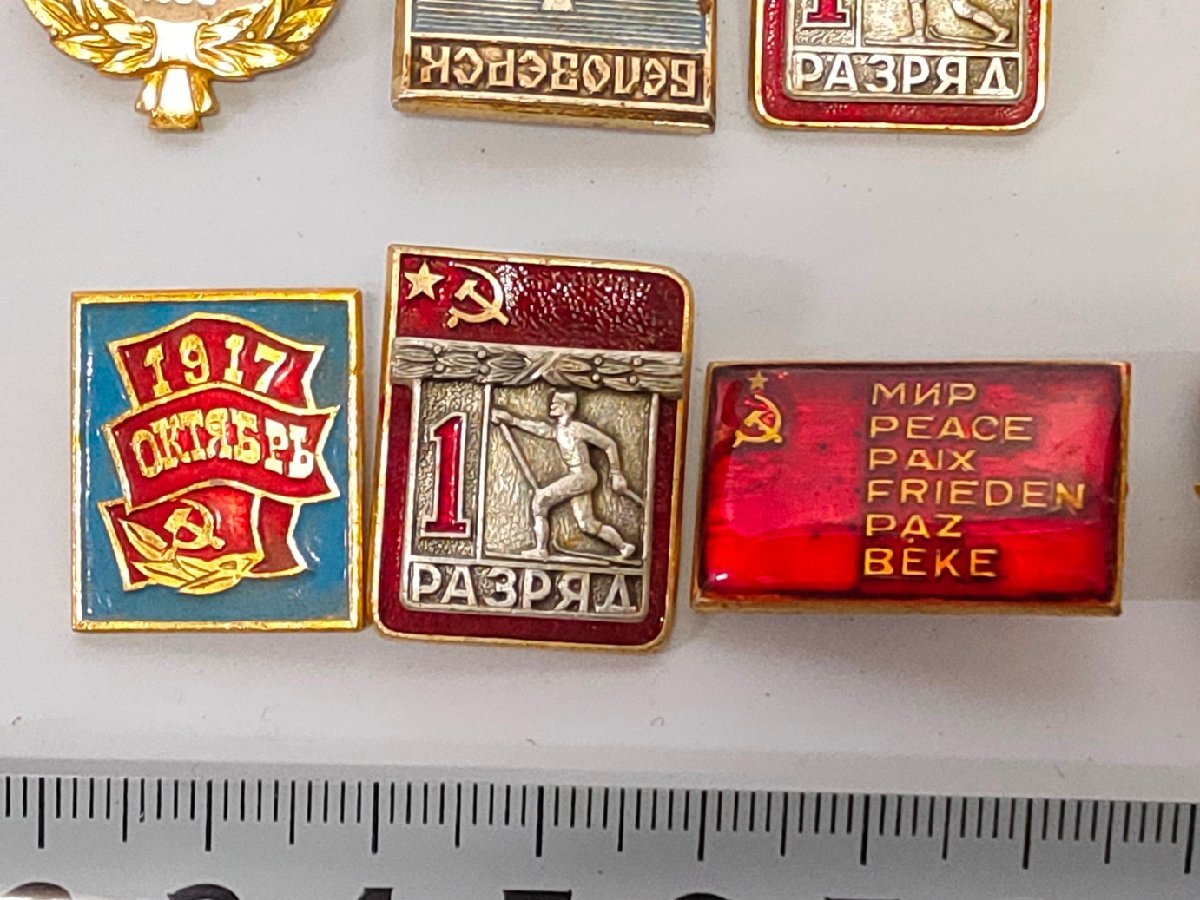 БЕЛОЗЕРСК
1
РАЗРЯД
1917
ОКТЯБРЬ
1
РАЗРЯД
МИР
PEACE
PAIX
FRIEDEN
PAZ
BÉKE